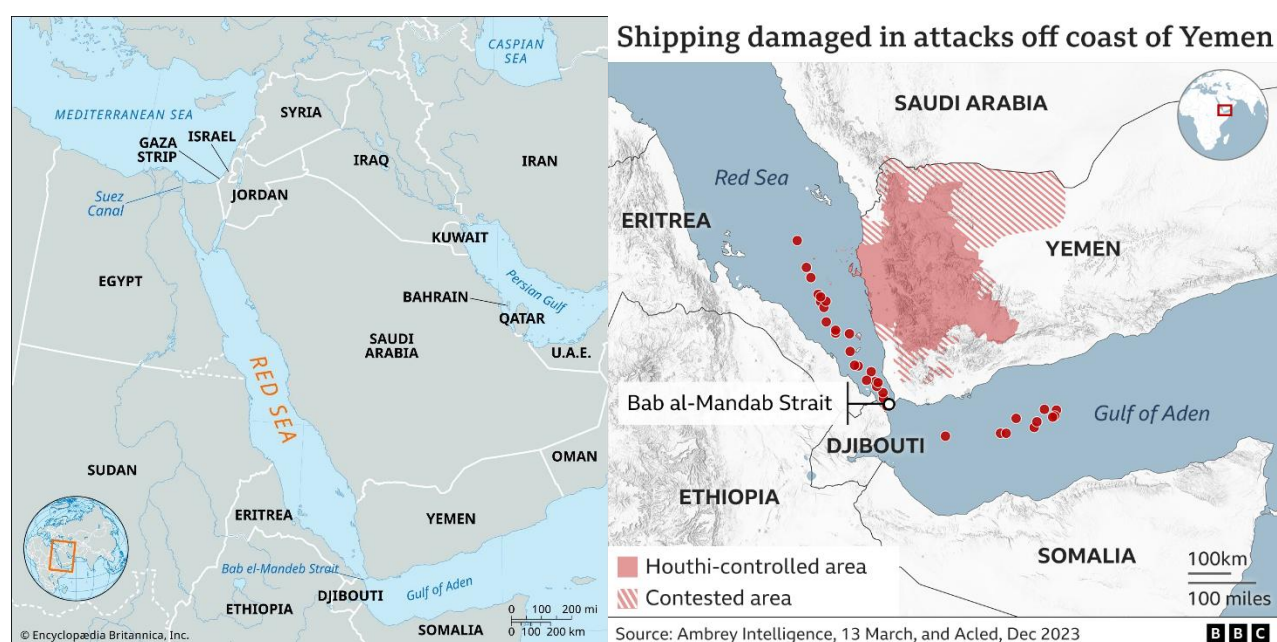 CASPIAN
SEA
MEDITERRANEAN SEA
SYRIA
ISRAEL
GAZA
STRIP
IRAQ
IRAN
Suez
Canal
JORDAN
KUWAIT
EGYPT
Persian Gulf
BAHRAIN
QATAR
SAUDI
ARABIA
U.A.E.
RED SEA
SUDAN
OMAN
ERITREA
YEMEN
Bab el-Mandeb Strait
Gulf of Aden
DJIBOUTI
ETHIOPIA
SOMALIA
0 100 200 mi
0 100 200 km
© Encyclopædia Britannica, Inc.
Shipping damaged in attacks off coast of Yemen
SAUDI ARABIA
Red Sea
ERITREA
YEMEN
Bab al-Mandab Strait
Gulf of Aden
DJIBOUTI
ETHIOPIA
SOMALIA
100km
100 miles
Houthi-controlled area
Contested area
Source: Ambrey Intelligence, 13 March, and Acled, Dec 2023
BBC